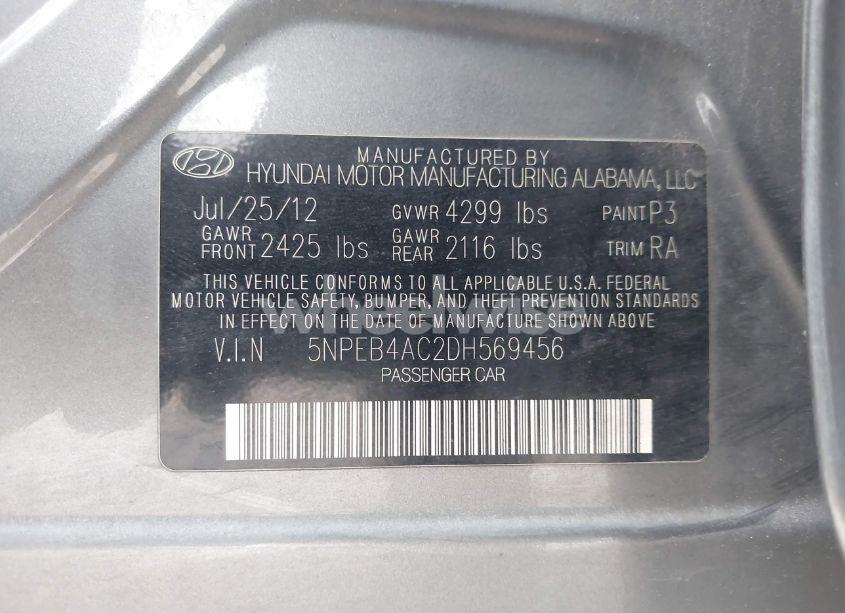 MANUFACTURED BY
HYUNDAI MOTOR MANUFACTURING ALABAMA, LLC
Jul/25/12 GVWR 4299 lbs PAINT P3
GAWR FRONT 2425 lbs GAWR REAR 2116 lbs TRIM RA
THIS VEHICLE CONFORMS TO ALL APPLICABLE U.S.A. FEDERAL
MOTOR VEHICLE SAFETY, BUMPER, AND THEFT PREVENTION STANDARDS
IN EFFECT ON THE DATE OF MANUFACTURE SHOWN ABOVE
V.I.N 5NPEB4AC2DH569456
PASSENGER CAR